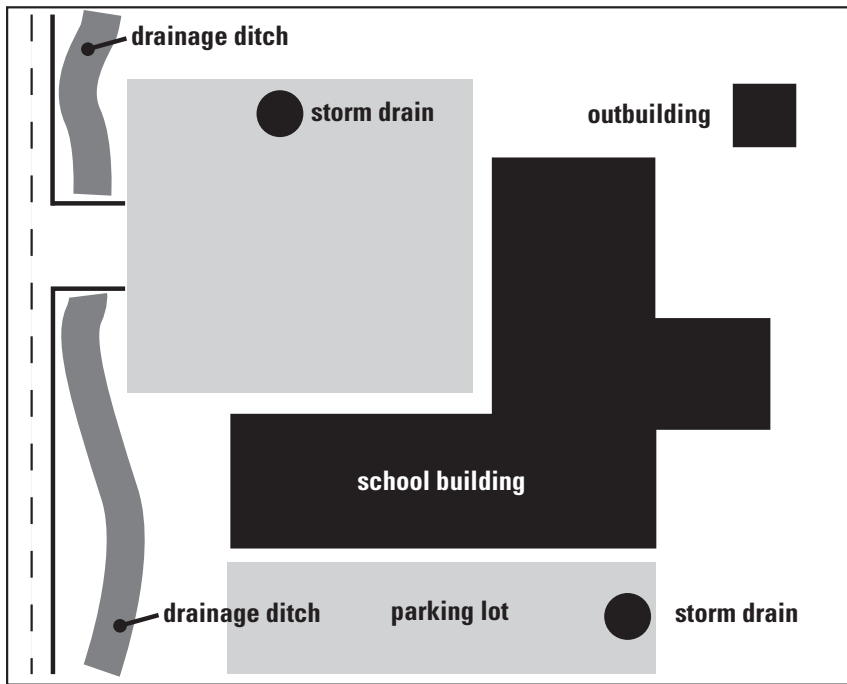 drainage ditch
storm drain
outbuilding
school building
drainage ditch
parking lot
storm drain